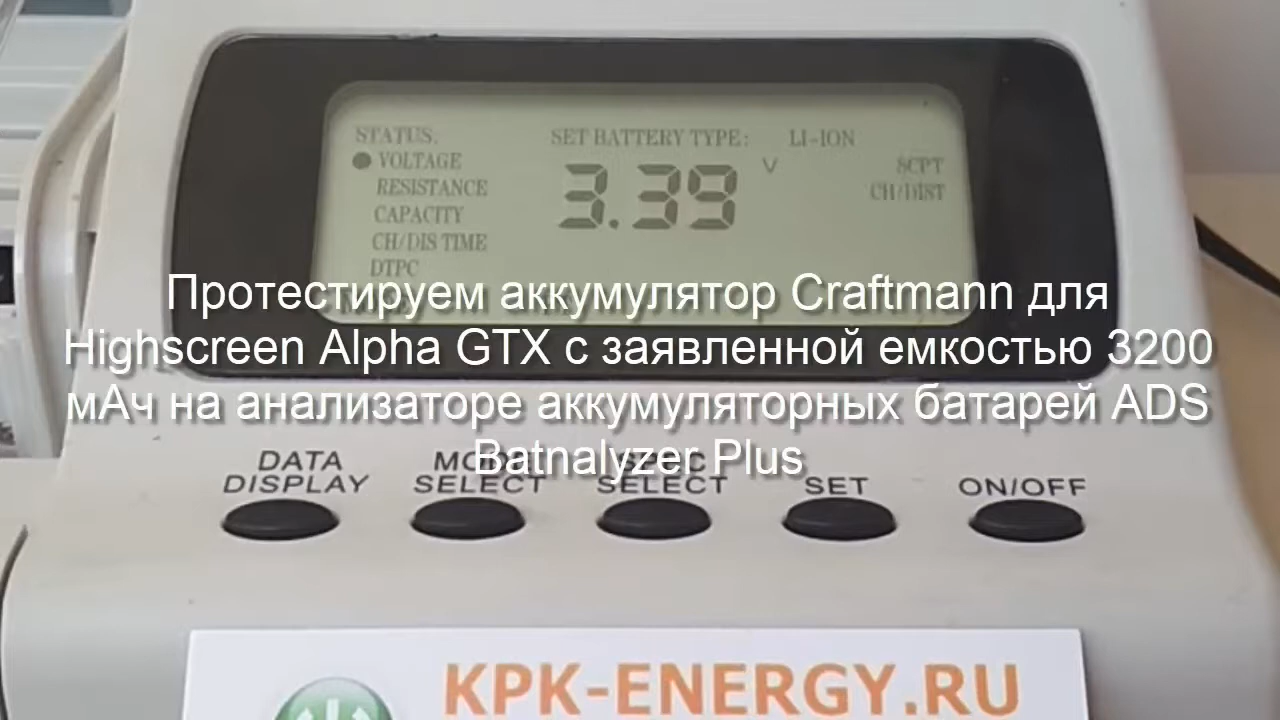 STATUS:
SET BATTERY TYPE: LI-ION
VOLTAGE
3.39 V
SCPT
RESISTANCE
CH/DIST
CAPACITY
CH/DIS TIME
DTPC
Протестируем аккумулятор Craftmann для
Highscreen Alpha GTX с заявленной емкостью 3200
мАч на анализаторе аккумуляторных батарей ADS
Batnalyzer Plus
DATA DISPLAY
MODE SELECT
SPEC SELECT
SET
ON/OFF
KPK-ENERGY.RU